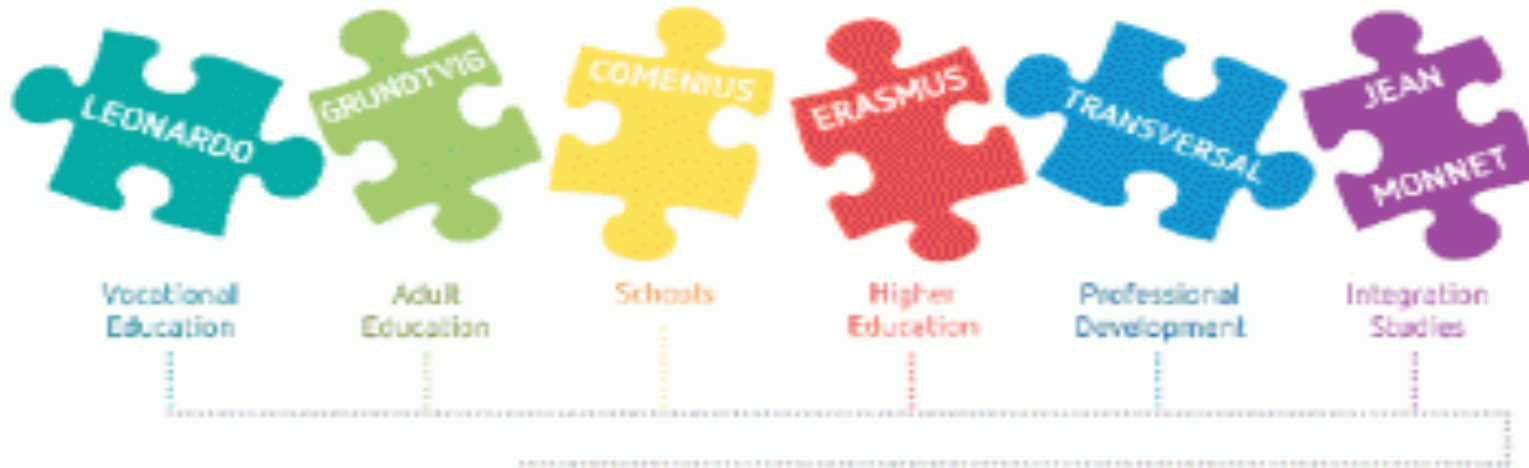 LEONARDO
GRUNDTVIG
COMENIUS
ERASMUS
TRANSVERSAL
JEAN
MONNET
Vocational
Education
Adult
Education
Schools
Higher
Education
Professional
Development
Integration
Studies